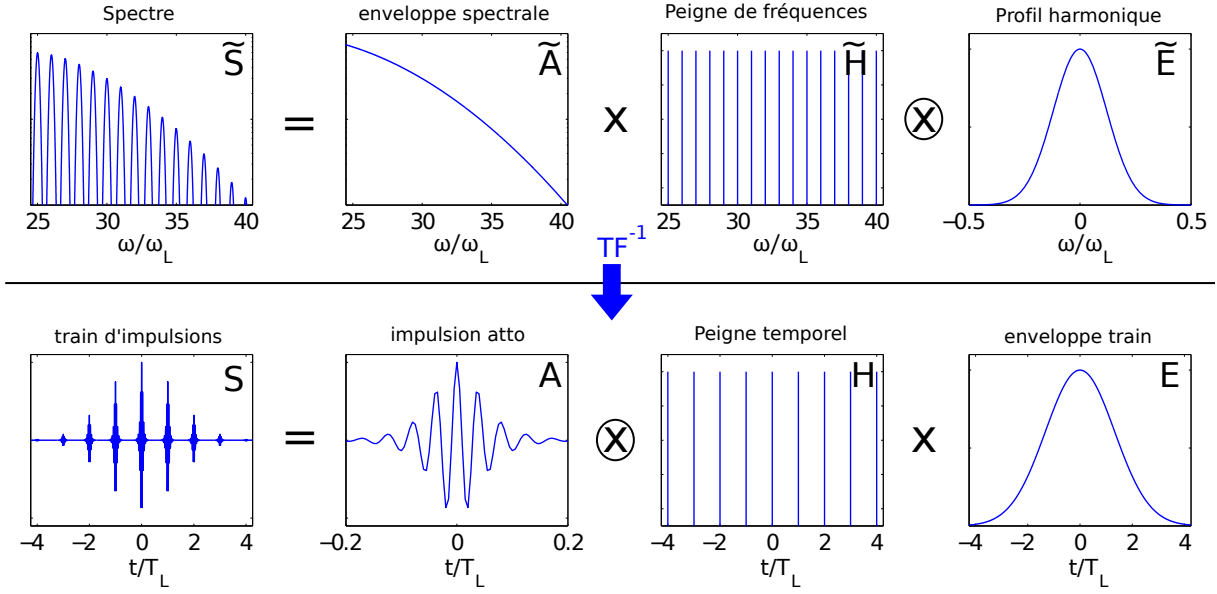 Spectre
enveloppe spectrale
Peigne de fréquences
Profil harmonique
S̃ = Ã x H̃ ⊗ Ẽ
25 30 35 40
25 30 35 40
25 30 35 40
−0.5 0 0.5
ω/ω_L
ω/ω_L
ω/ω_L
ω/ω_L
TF⁻¹
train d'impulsions
impulsion atto
Peigne temporel
enveloppe train
S = A ⊗ H x E
−4 −2 0 2 4
−0.2 0 0.2
−4 −2 0 2 4
−4 −2 0 2 4
t/T_L
t/T_L
t/T_L
t/T_L